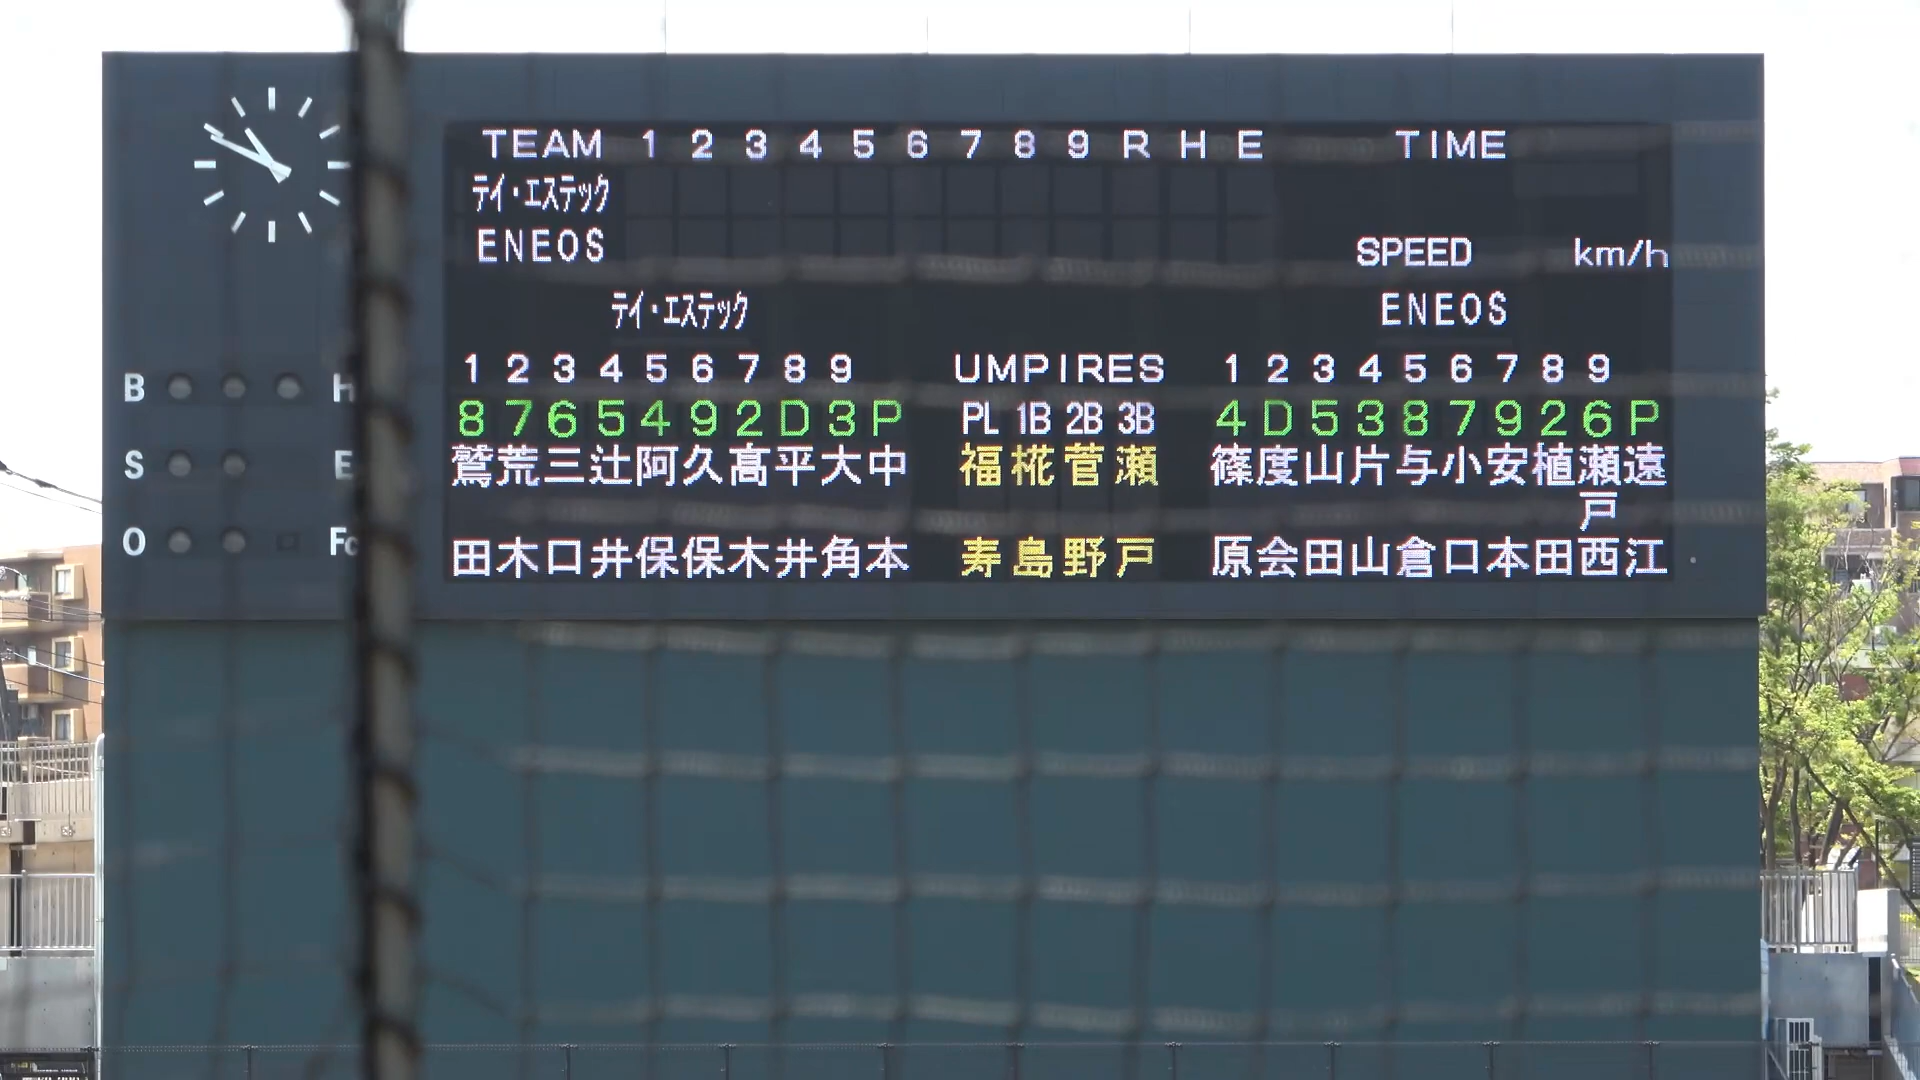 TEAM 1 2 3 4 5 6 7 8 9 R H E TIME
テイ・エステック
ENEOS SPEED km/h
テイ・エステック ENEOS
1 2 3 4 5 6 7 8 9 UMPIRES 1 2 3 4 5 6 7 8 9
B H 8 7 6 5 4 9 2 D 3 P PL 1B 2B 3B 4 D 5 3 8 7 9 2 6 P
S E 鷲荒三辻阿久髙平大中 福椛菅瀬 篠度山片与小安植瀬遠
戸
O Fc 田木口井保保木井角本 寿島野戸 原会田山倉口本田西江